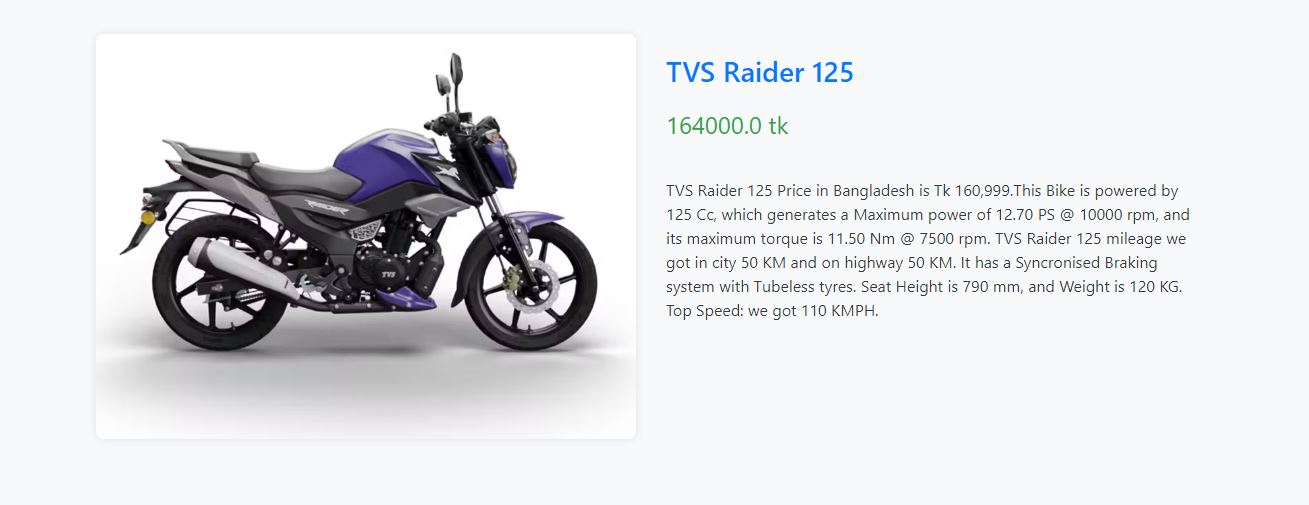 TVS Raider 125
164000.0 tk
TVS Raider 125 Price in Bangladesh is Tk 160,999.This Bike is powered by
125 Cc, which generates a Maximum power of 12.70 PS @ 10000 rpm, and
its maximum torque is 11.50 Nm @ 7500 rpm. TVS Raider 125 mileage we
got in city 50 KM and on highway 50 KM. It has a Syncronised Braking
system with Tubeless tyres. Seat Height is 790 mm, and Weight is 120 KG.
Top Speed: we got 110 KMPH.
RAIDER
TVS